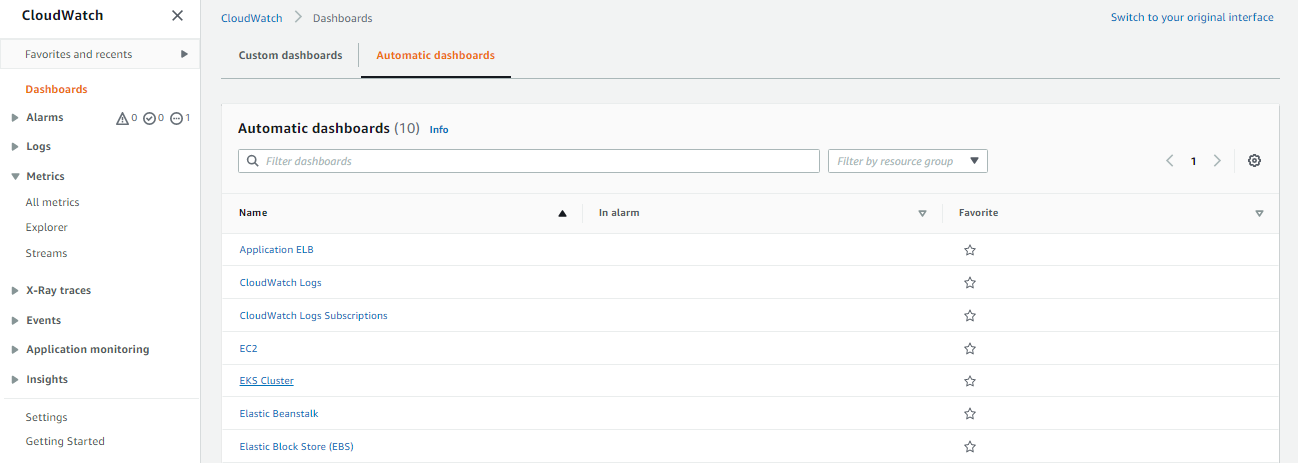 CloudWatch
CloudWatch > Dashboards
Switch to your original interface
Favorites and recents
Custom dashboards
Automatic dashboards
Dashboards
Alarms 0 0 1
Logs
Metrics
All metrics
Explorer
Streams
X-Ray traces
Events
Application monitoring
Insights
Settings
Getting Started
Automatic dashboards (10) Info
Filter dashboards
Filter by resource group
1
Name In alarm Favorite
Application ELB
CloudWatch Logs
CloudWatch Logs Subscriptions
EC2
EKS Cluster
Elastic Beanstalk
Elastic Block Store (EBS)